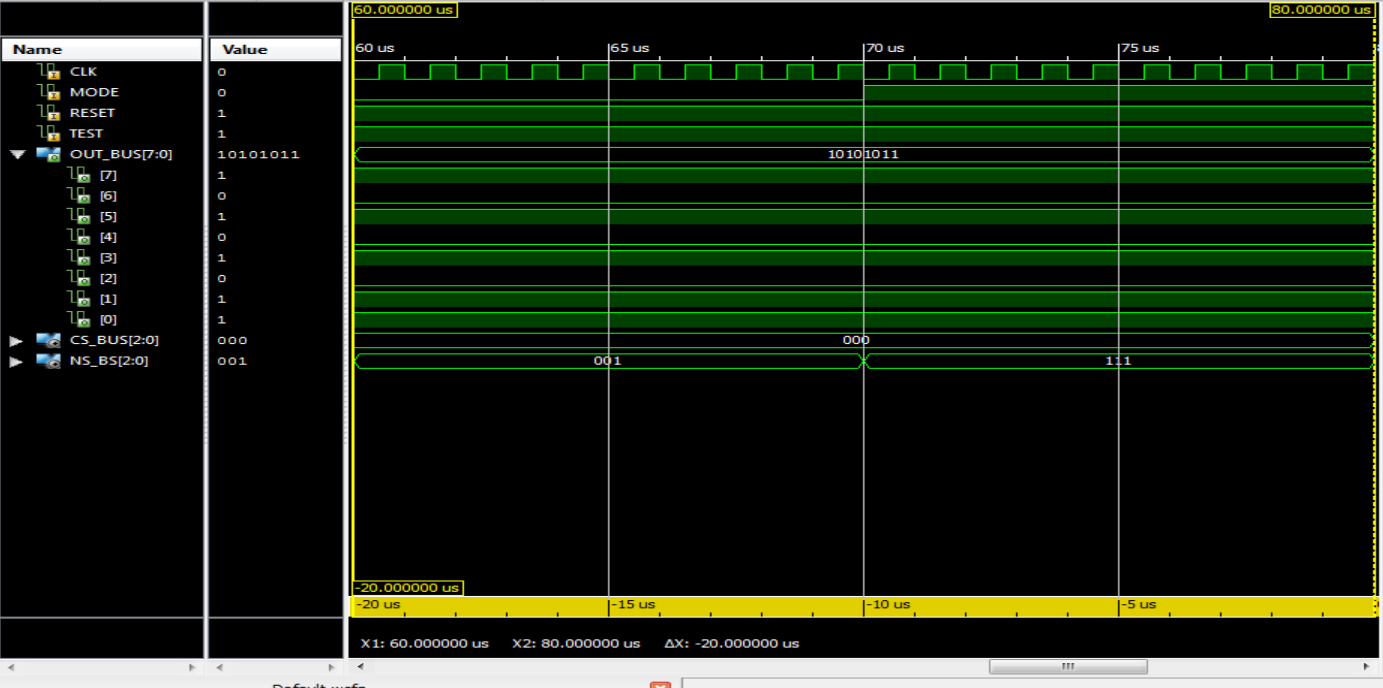 60.000000 us 80.000000 us
Name Value 60 us 65 us 70 us 75 us
CLK 0
MODE 0
RESET 1
TEST 1
OUT_BUS[7:0] 10101011 10101011
[7] 1
[6] 0
[5] 1
[4] 0
[3] 1
[2] 0
[1] 1
[0] 1
CS_BUS[2:0] 000 000
NS_BS[2:0] 001 001 111
-20.000000 us
-20 us -15 us -10 us -5 us
X1: 60.000000 us X2: 80.000000 us ΔX: -20.000000 us